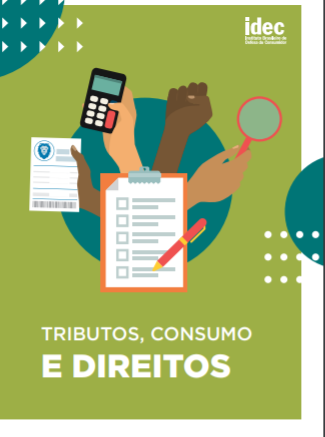 idec
Instituto Brasileiro de
Defesa do Consumidor
TRIBUTOS, CONSUMO
E DIREITOS